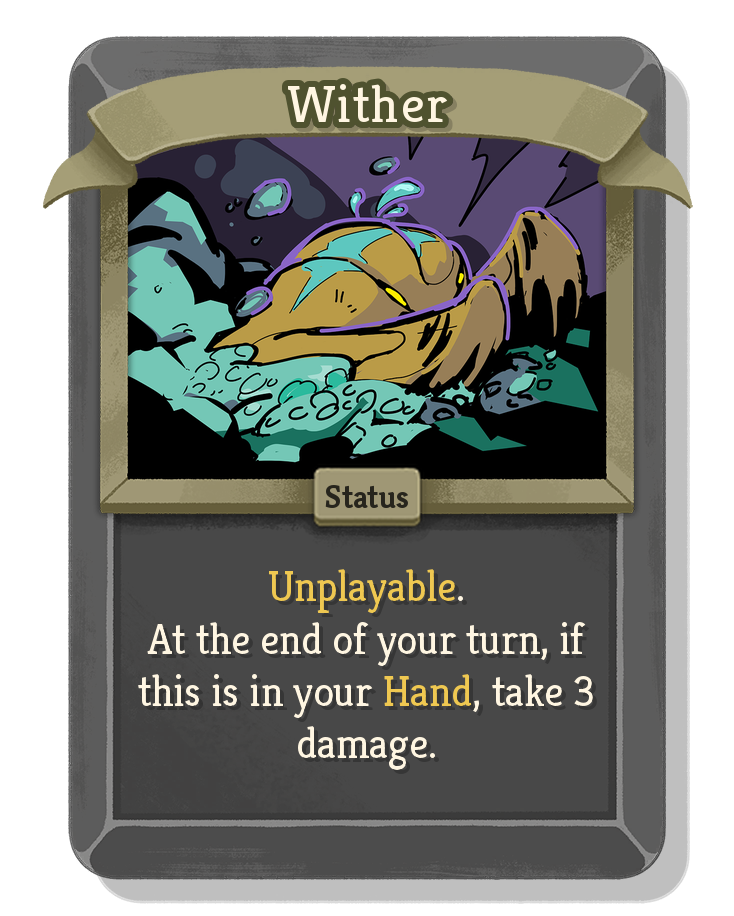 Wither
Status
Unplayable.
At the end of your turn, if
this is in your Hand, take 3
damage.